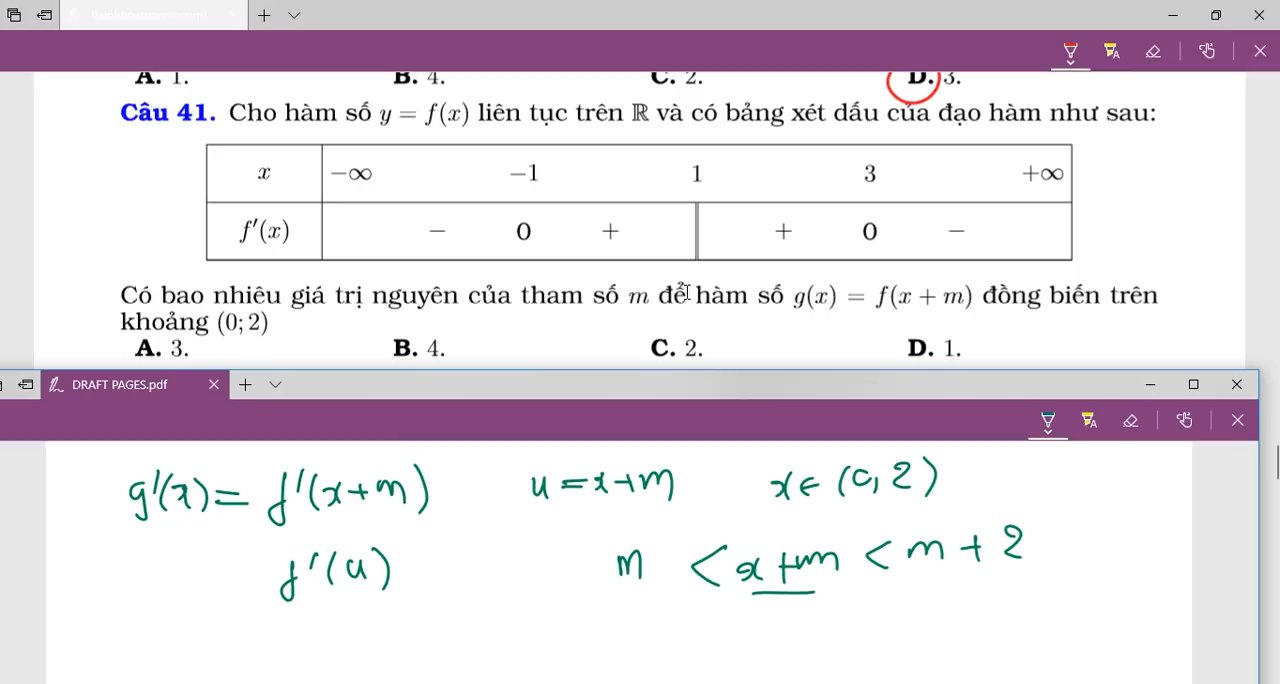 A. 1. B. 4. C. 2. D. 3.
Câu 41. Cho hàm số y = f(x) liên tục trên ℝ và có bảng xét dấu của đạo hàm như sau:
x −∞ −1 1 3 +∞
f′(x) − 0 + + 0 −
Có bao nhiêu giá trị nguyên của tham số m để hàm số g(x) = f(x + m) đồng biến trên
khoảng (0; 2)
A. 3. B. 4. C. 2. D. 1.
DRAFT PAGES.pdf
g'(x) = f'(x+m) u = x+m x ∈ (0, 2)
f'(u) m < x+m < m + 2